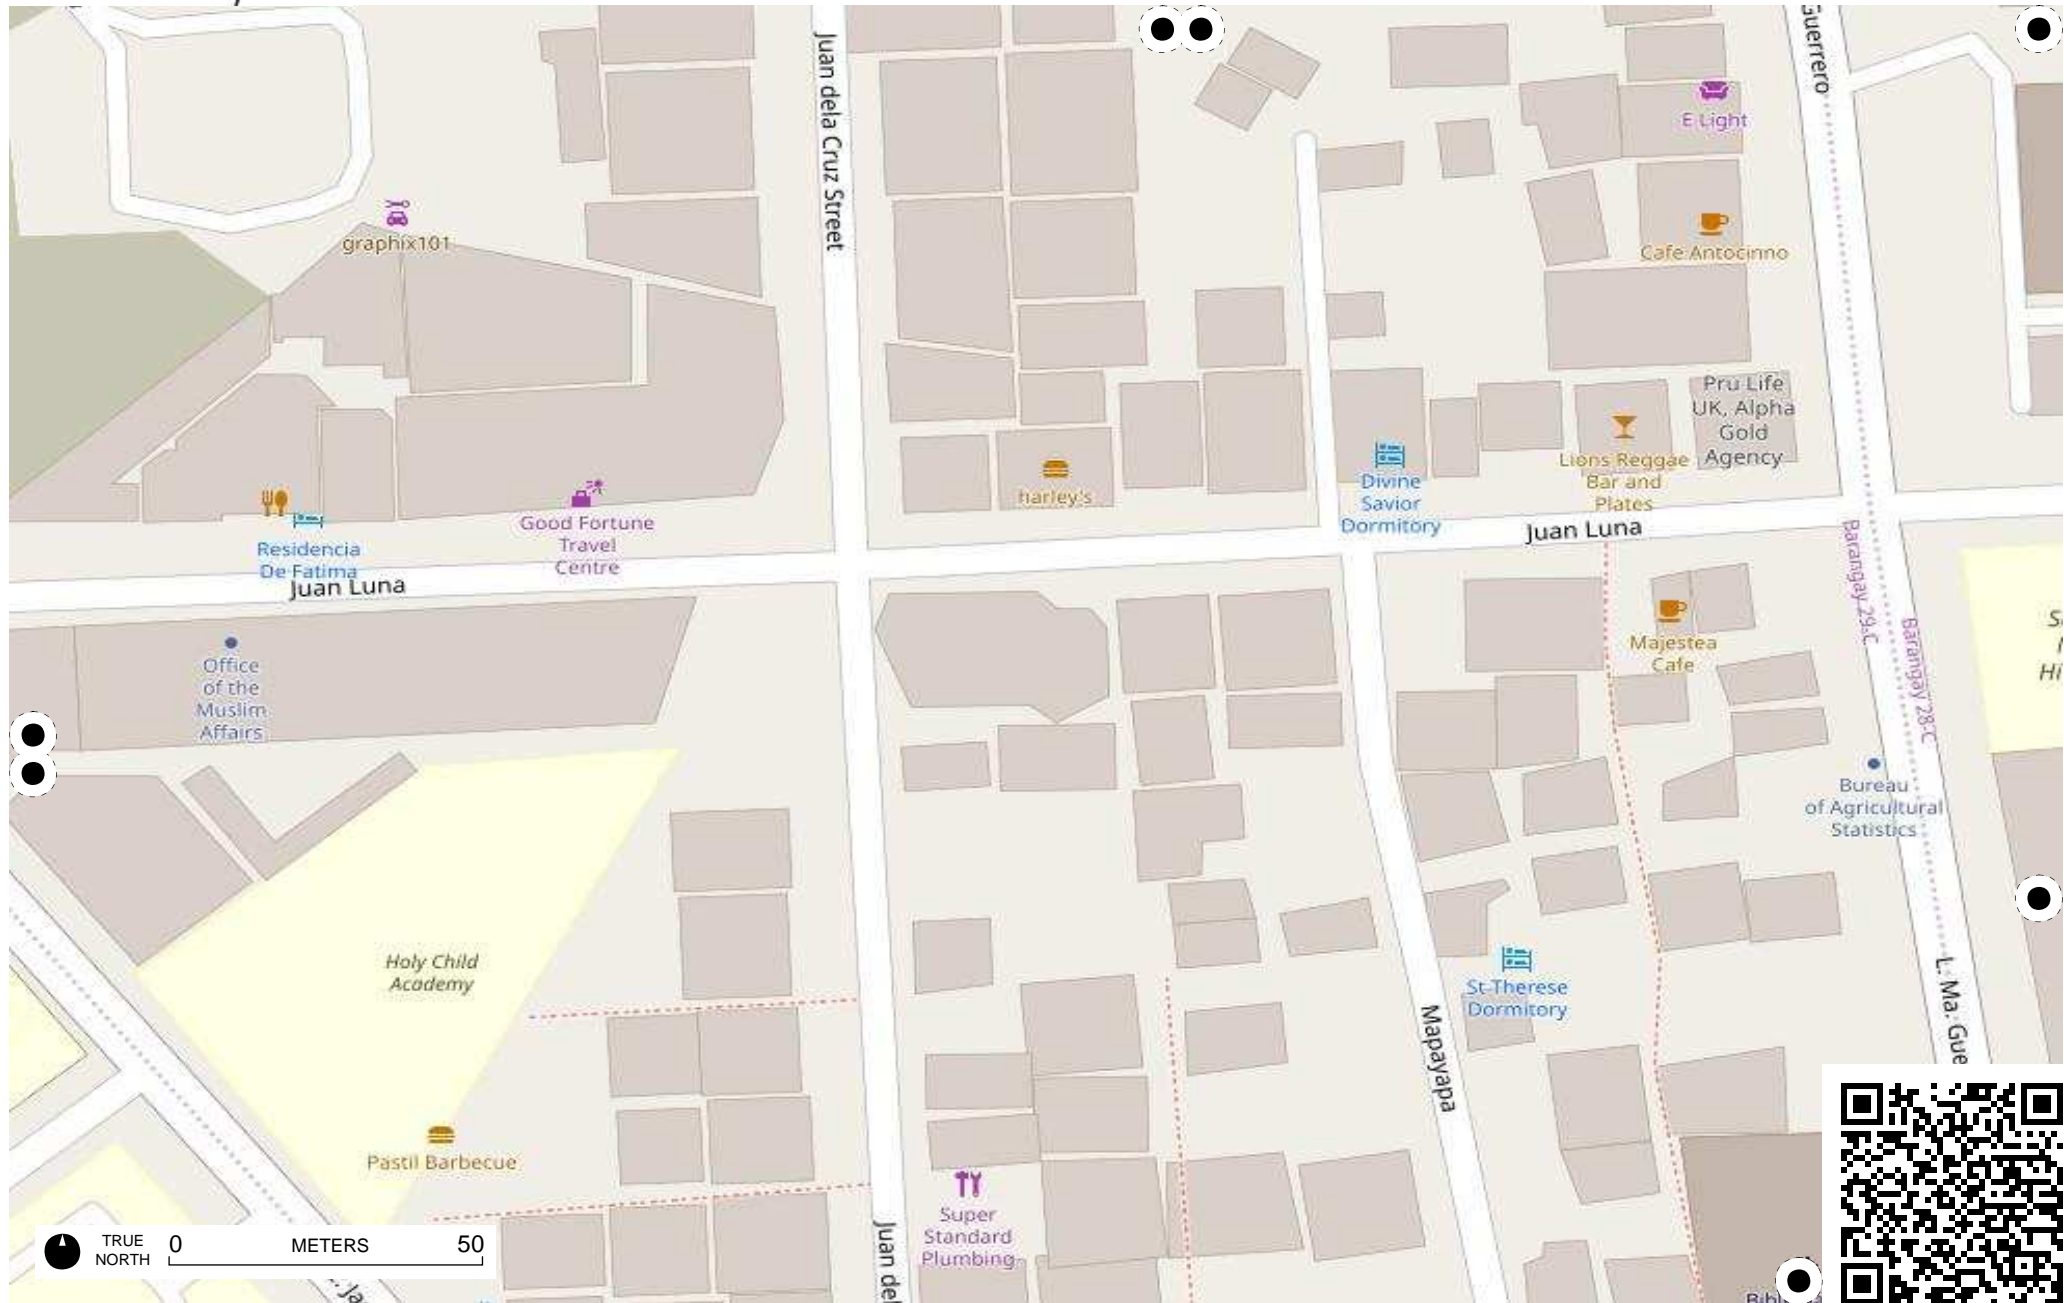 Juan dela Cruz Street
Guerrero
E Light
graphix101
Cafe Antocinno
Pru Life
UK, Alpha
Gold
Agency
Lions Reggae
Bar and
Plates
Divine
Savior
Dormitory
harley's
Good Fortune
Travel
Centre
Residencia
De Fatima
Juan Luna
Juan Luna
Barangay 29-C
Barangay 28-C
Majestea
Cafe
Office
of the
Muslim
Affairs
Bureau
of Agricultural
Statistics
Holy Child
Academy
St Therese
Dormitory
Mapayapa
L. Ma. Gue
Pastil Barbecue
Super
Standard
Plumbing
Juan del
TRUE
NORTH
0
METERS
50